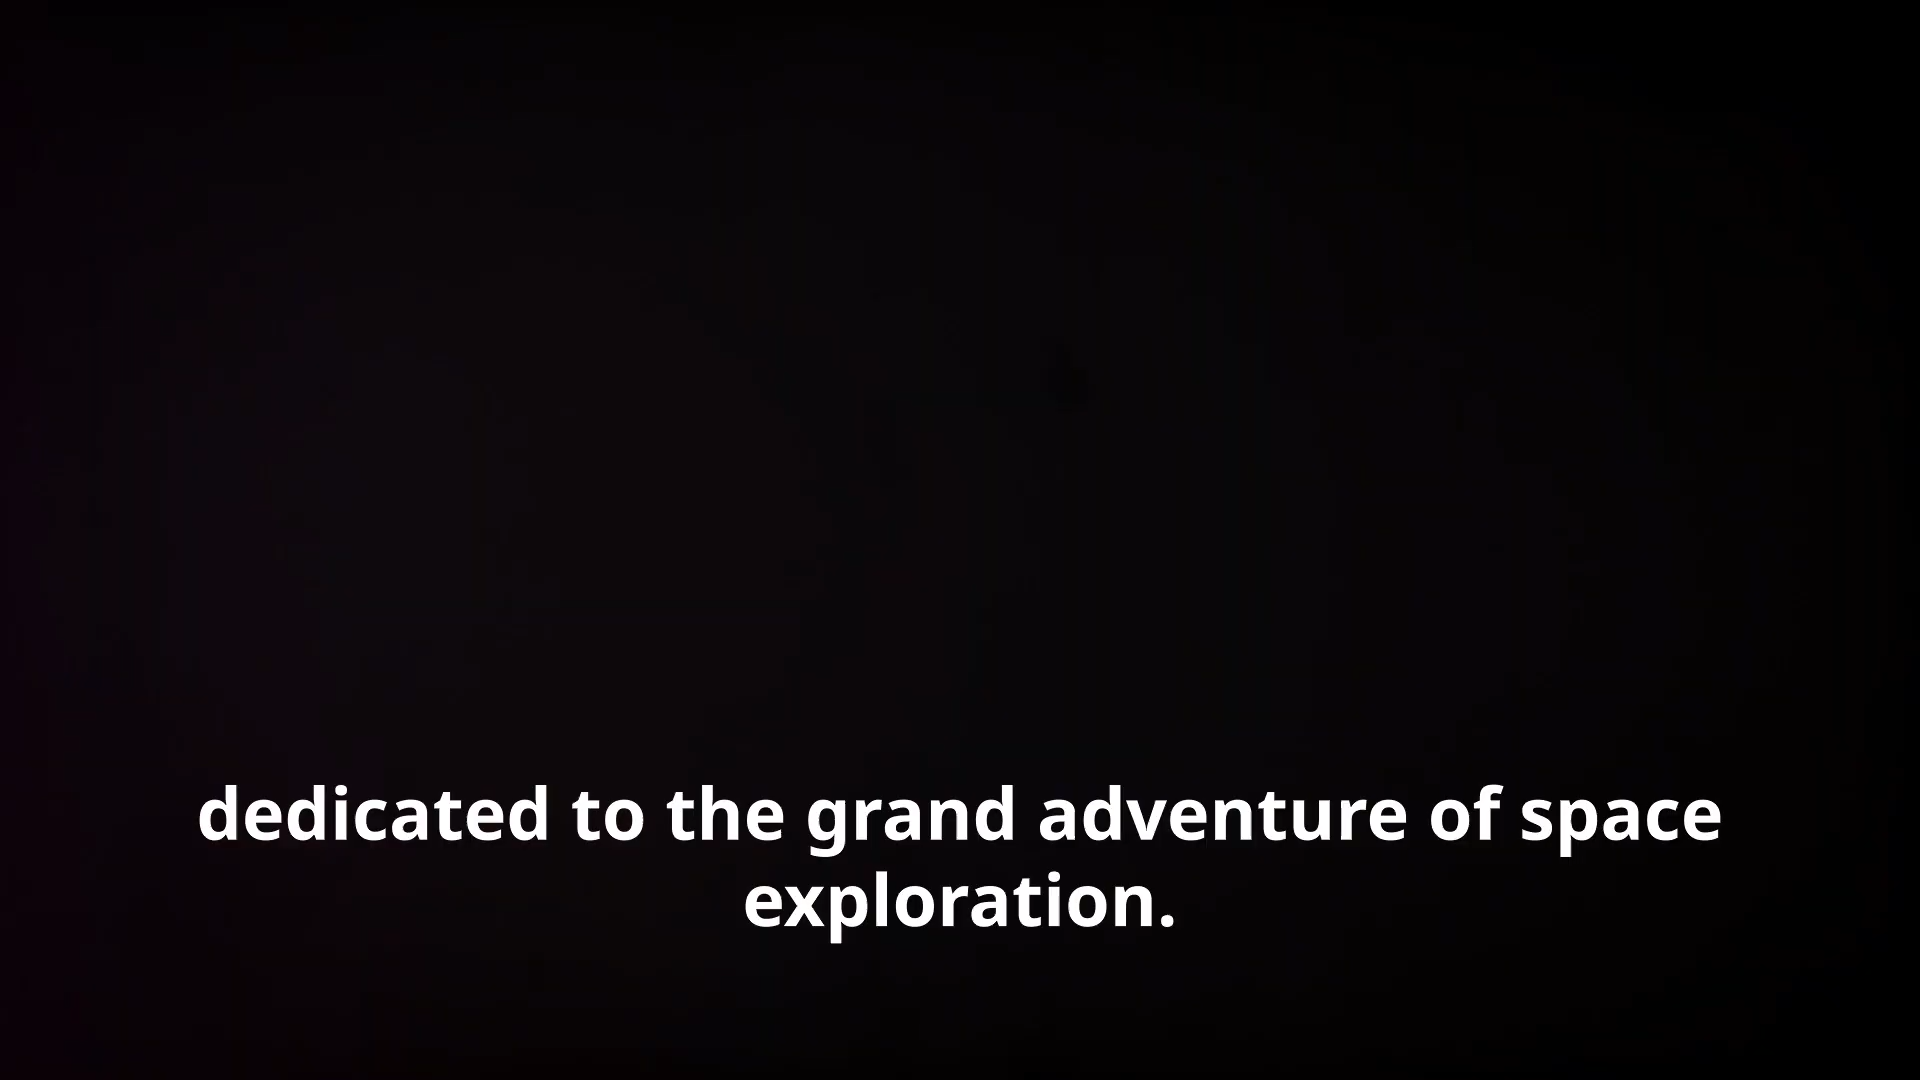 dedicated to the grand adventure of space
exploration.